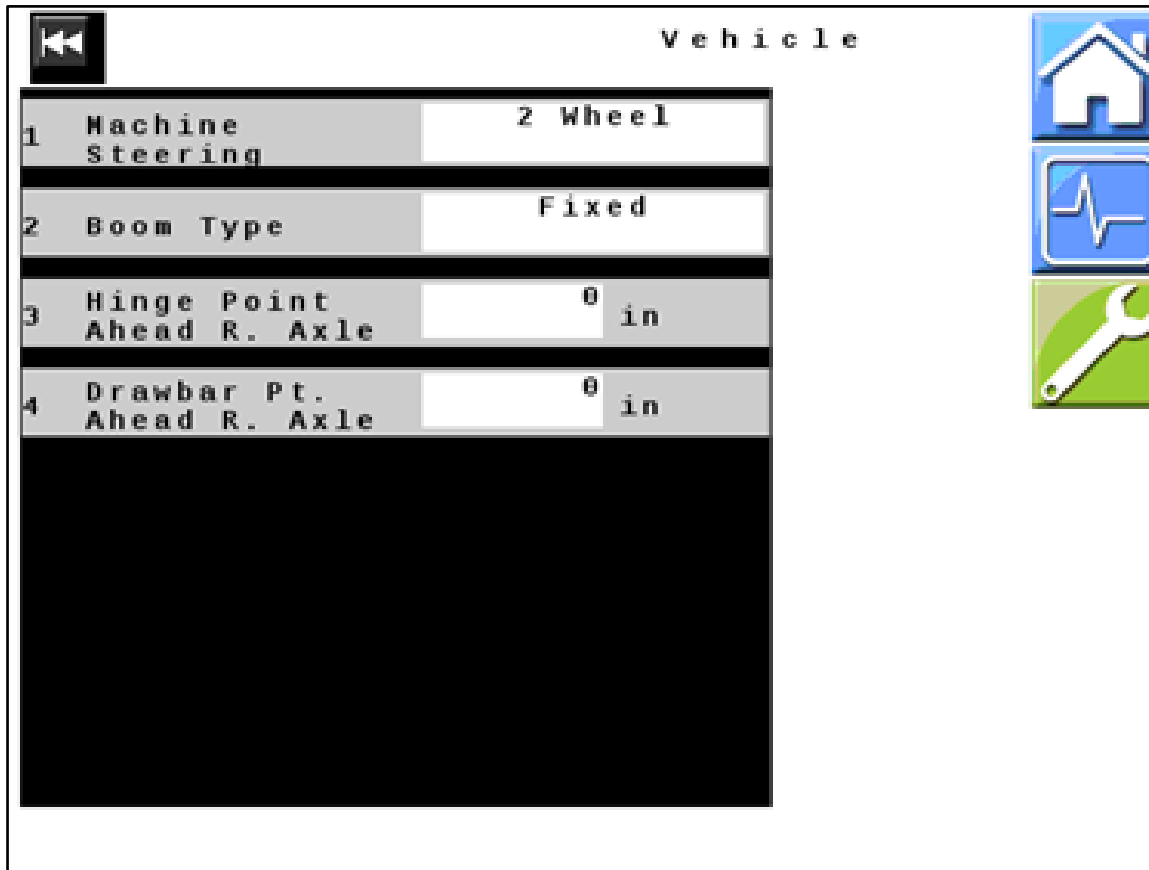 Vehicle
1 Machine Steering 2 Wheel
2 Boom Type Fixed
3 Hinge Point Ahead R. Axle 0 in
4 Drawbar Pt. Ahead R. Axle 0 in